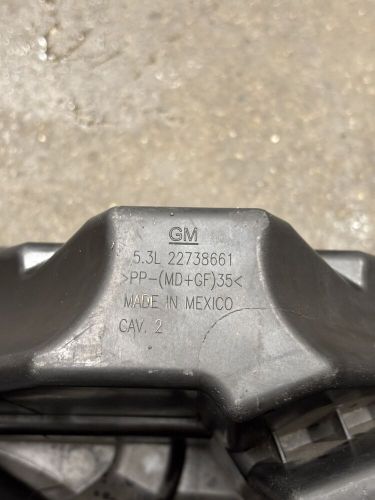 GM
5.3L 22738661
>PP-(MD+GF)35<
MADE IN MEXICO
CAV. 2